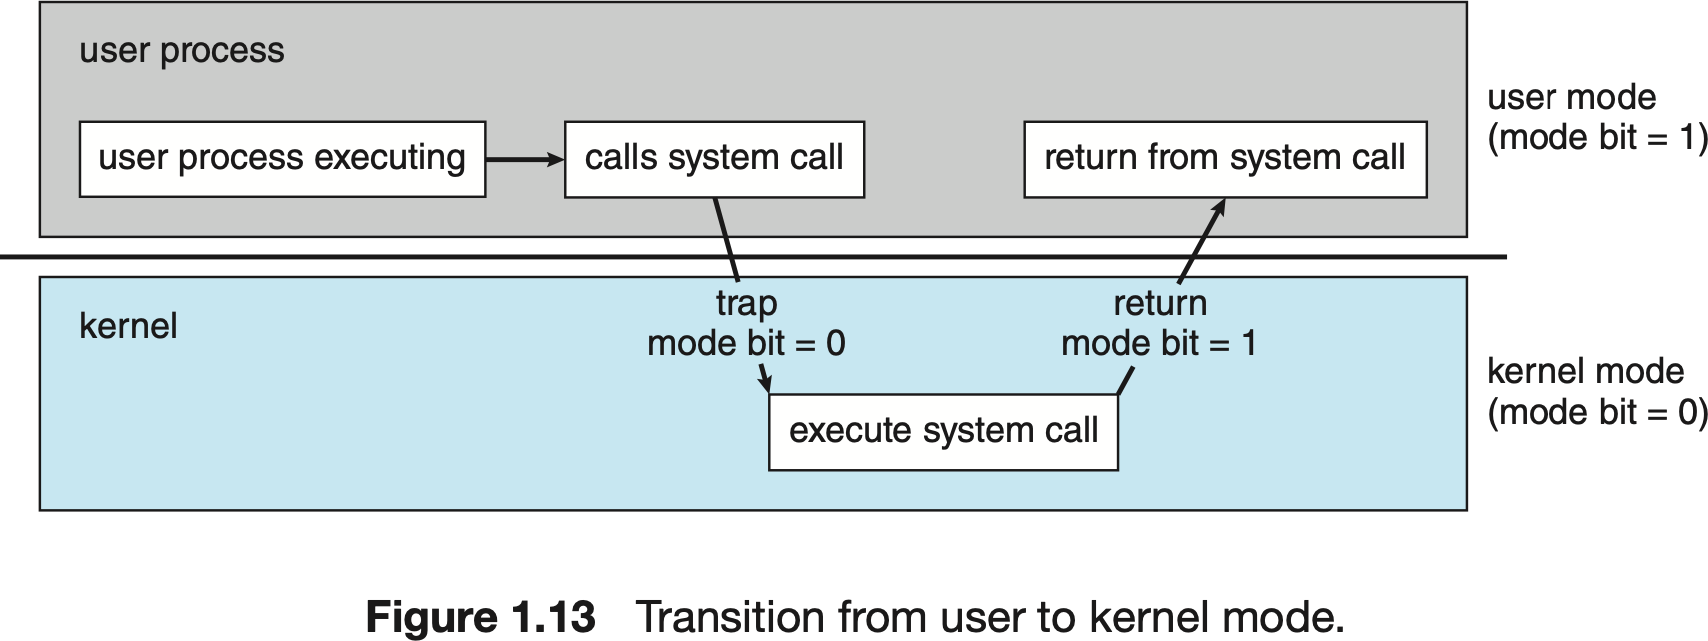 user process
user process executing
calls system call
return from system call
user mode
(mode bit = 1)
kernel
trap
mode bit = 0
return
mode bit = 1
execute system call
kernel mode
(mode bit = 0)
Figure 1.13 Transition from user to kernel mode.